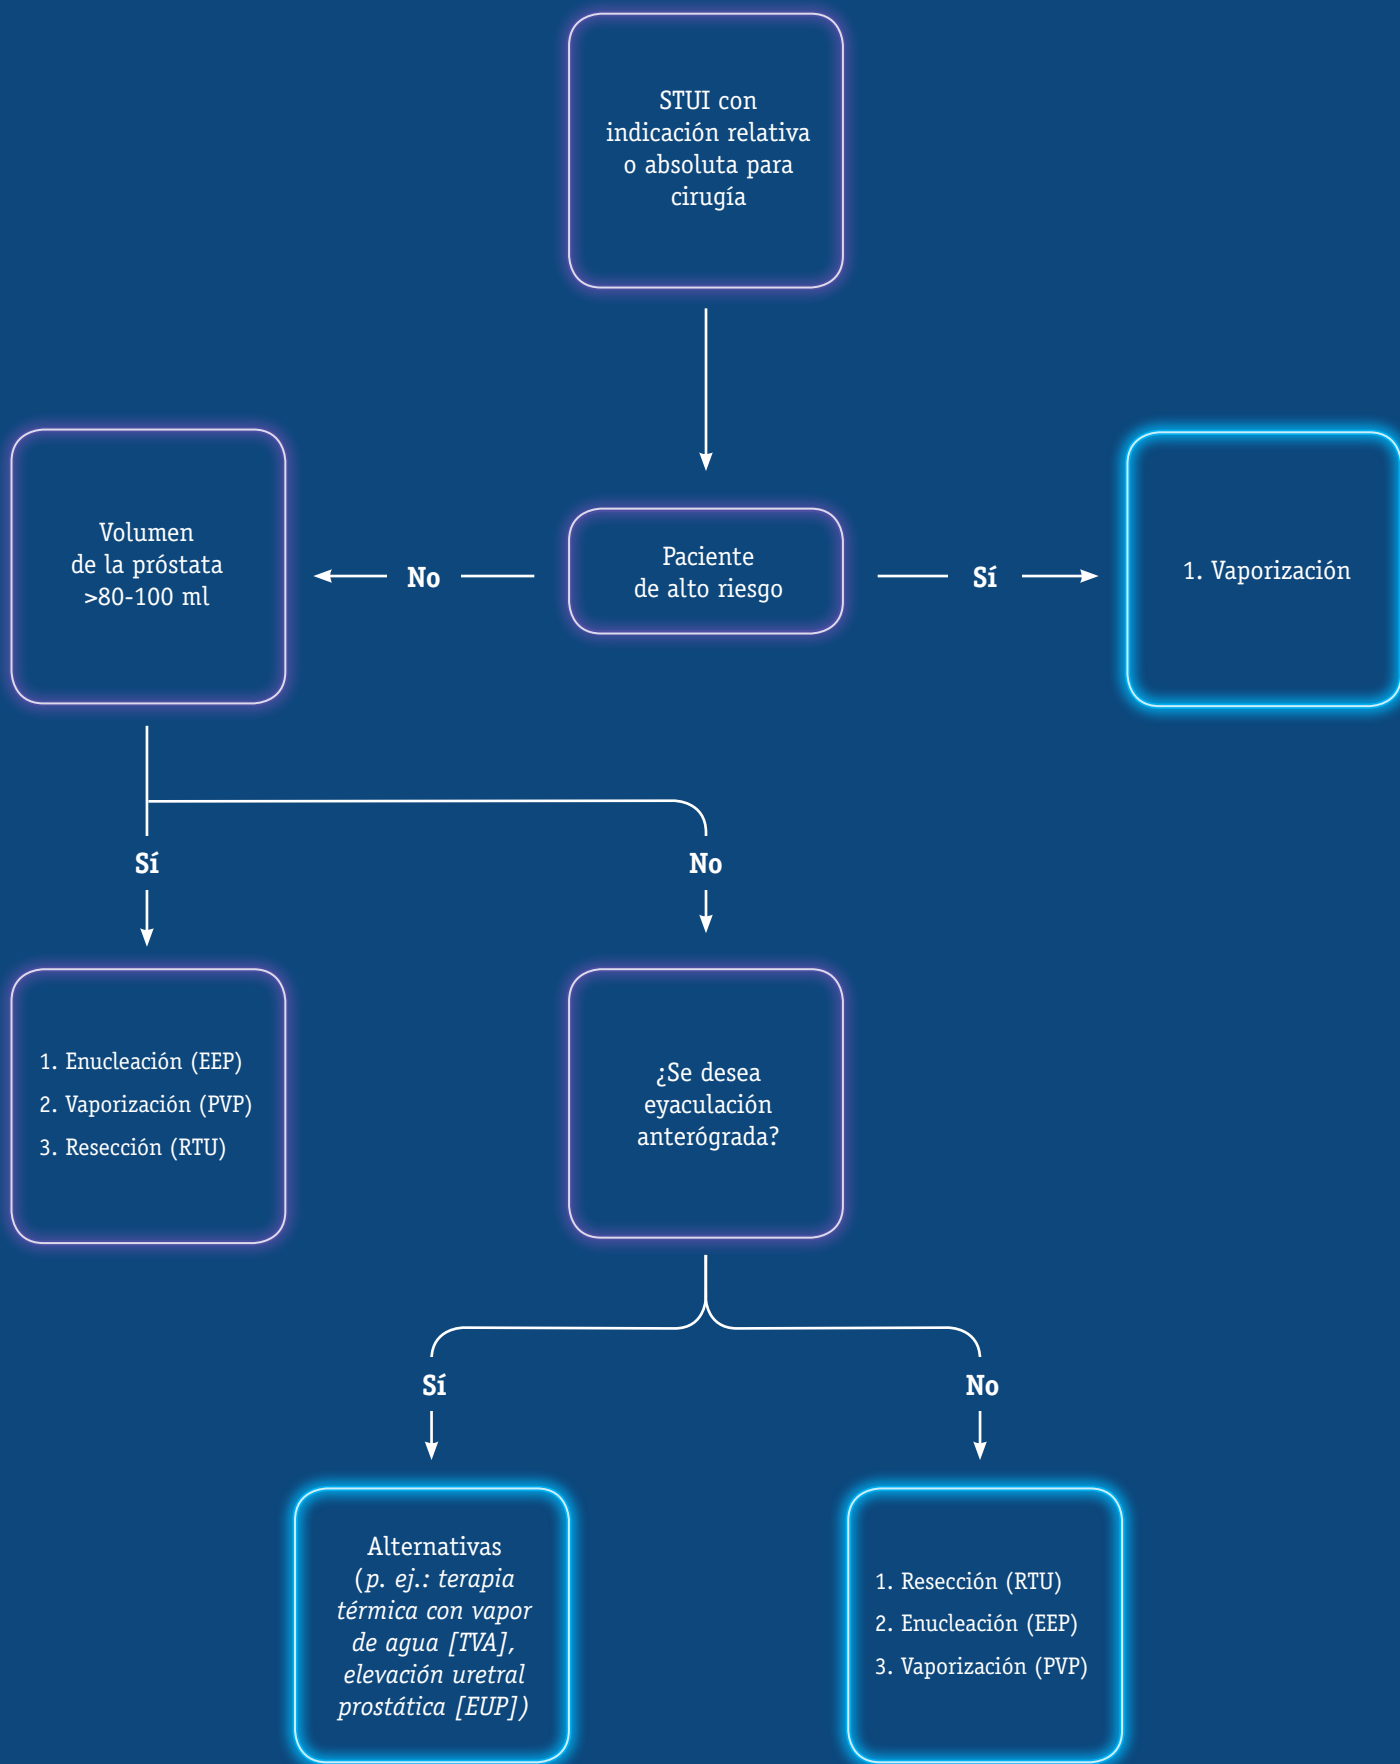 STUI con
indicación relativa
o absoluta para
cirugía
Volumen
de la próstata
>80-100 ml
No
Paciente
de alto riesgo
Sí
1. Vaporización
Sí
No
1. Enucleación (EEP)
2. Vaporización (PVP)
3. Resección (RTU)
¿Se desea
eyaculación
anterógrada?
Sí
No
Alternativas
(p. ej.: terapia
térmica con vapor
de agua [TVA],
elevación uretral
prostática [EUP])
1. Resección (RTU)
2. Enucleación (EEP)
3. Vaporización (PVP)